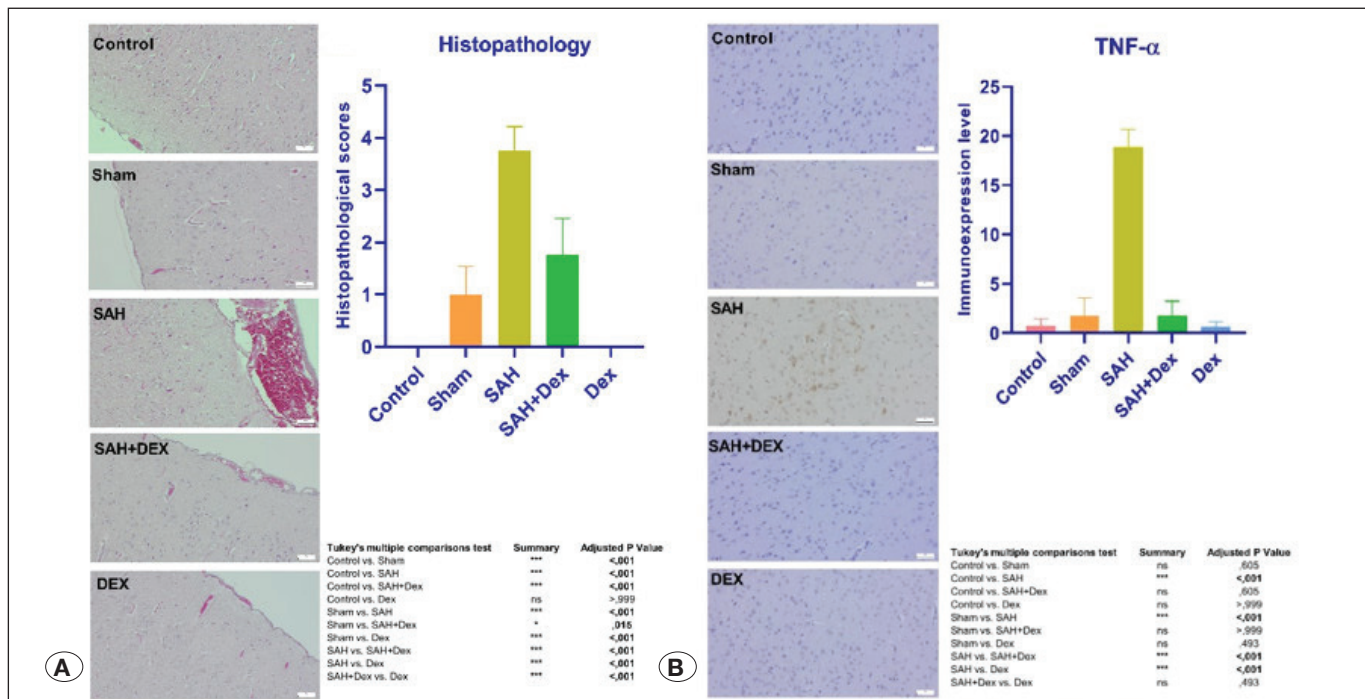 Control
Sham
SAH
SAH+DEX
DEX
A
Histopathology
Histopathological scores
5
4
3
2
1
0
Control
Sham
SAH
SAH+Dex
Dex
Tukey's multiple comparisons test Summary Adjusted P Value
Control vs. Sham *** <,001
Control vs. SAH *** <,001
Control vs. SAH+Dex *** <,001
Control vs. Dex ns >,999
Sham vs. SAH *** <,001
Sham vs. SAH+Dex * ,015
Sham vs. Dex *** <,001
SAH vs. SAH+Dex *** <,001
SAH vs. Dex *** <,001
SAH+Dex vs. Dex *** <,001
Control
Sham
SAH
SAH+DEX
DEX
B
TNF-α
Immunoexpression level
25
20
15
10
5
0
Control
Sham
SAH
SAH+Dex
Dex
Tukey's multiple comparisons test Summary Adjusted P Value
Control vs. Sham ns ,605
Control vs. SAH *** <,001
Control vs. SAH+Dex ns ,605
Control vs. Dex ns >,999
Sham vs. SAH *** <,001
Sham vs. SAH+Dex ns >,999
Sham vs. Dex ns ,493
SAH vs. SAH+Dex *** <,001
SAH vs. Dex *** <,001
SAH+Dex vs. Dex ns ,493